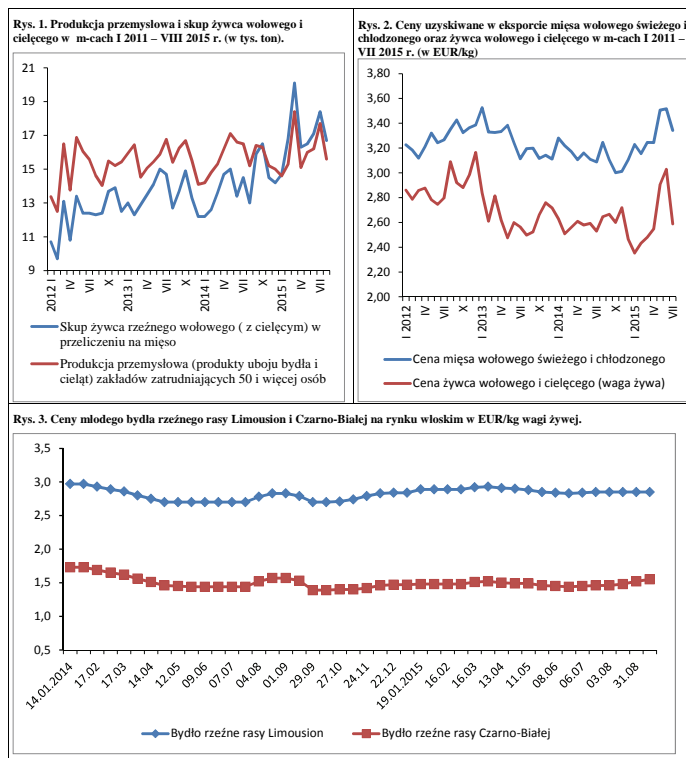 Rys. 1. Produkcja przemysłowa i skup żywca wołowego i
cielęcego w m-cach I 2011 – VIII 2015 r. (w tys. ton).
21
19
17
15
13
11
9
2012 I
IV
VII
X
2013 I
IV
VII
X
2014 I
IV
VII
X
2015 I
IV
VII
Skup żywca rzeźnego wołowego ( z cielęcym) w
przeliczeniu na mięso
Produkcja przemysłowa (produkty uboju bydła i
cieląt) zakładów zatrudniających 50 i więcej osób
Rys. 2. Ceny uzyskiwane w eksporcie mięsa wołowego świeżego i
chłodzonego oraz żywca wołowego i cielęcego w m-cach I 2011 –
VII 2015 r. (w EUR/kg)
3,80
3,60
3,40
3,20
3,00
2,80
2,60
2,40
2,20
2,00
I 2012
IV
VII
X
I 2013
IV
VII
X
I 2014
IV
VII
X
I 2015
IV
VII
Cena mięsa wołowego świeżego i chłodzonego
Cena żywca wołowego i cielęcego (waga żywa)
Rys. 3. Ceny młodego bydła rzeźnego rasy Limousion i Czarno-Białej na rynku włoskim w EUR/kg wagi żywej.
3,5
3,0
2,5
2,0
1,5
1,0
0,5
14.01.2014
17.02
17.03
14.04
12.05
09.06
07.07
04.08
01.09
29.09
27.10
24.11
22.12
19.01.2015
16.02
16.03
13.04
11.05
08.06
06.07
03.08
31.08
Bydło rzeźne rasy Limousion
Bydło rzeźne rasy Czarno-Białej